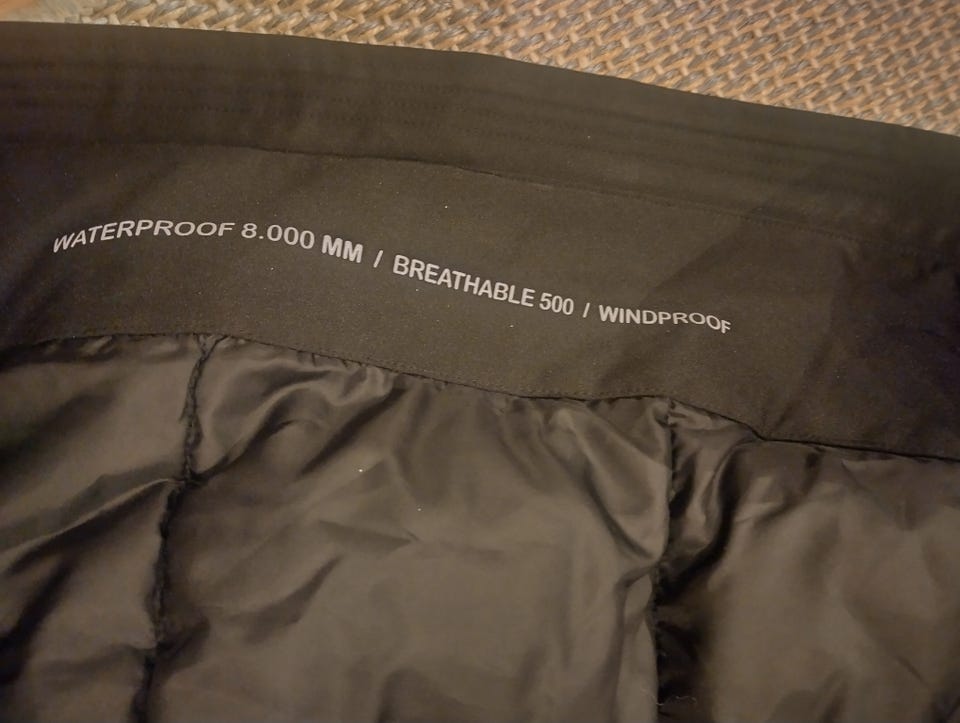 WATERPROOF 8.000 MM / BREATHABLE 500 / WINDPROOF